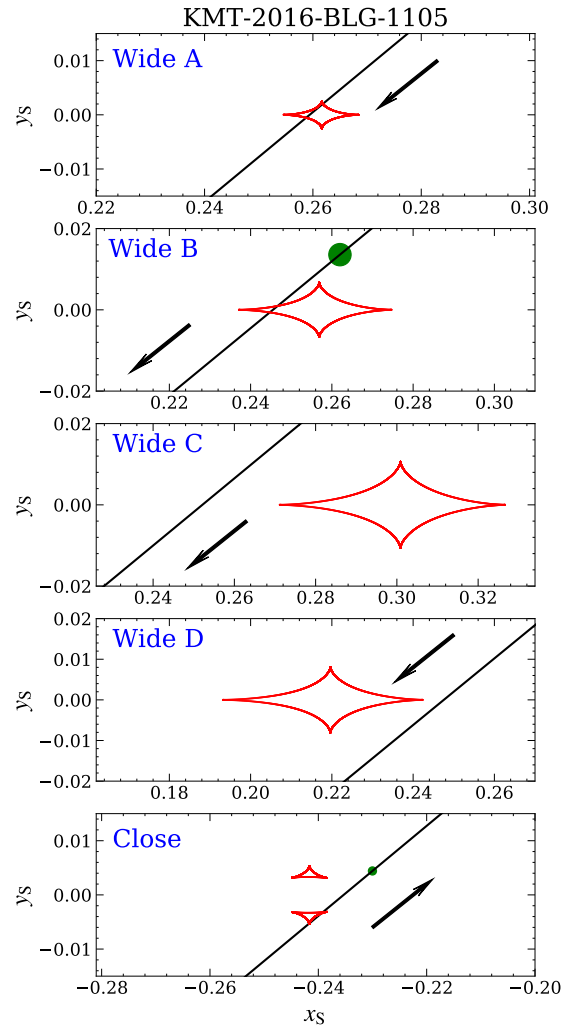 KMT-2016-BLG-1105
Wide A
yS
0.01
0.00
−0.01
0.22 0.24 0.26 0.28 0.30
Wide B
yS
0.02
0.00
−0.02
0.22 0.24 0.26 0.28 0.30
Wide C
yS
0.02
0.00
−0.02
0.24 0.26 0.28 0.30 0.32
Wide D
yS
0.02
0.01
0.00
−0.01
−0.02
0.18 0.20 0.22 0.24 0.26
Close
yS
0.01
0.00
−0.01
−0.28 −0.26 −0.24 −0.22 −0.20
xS